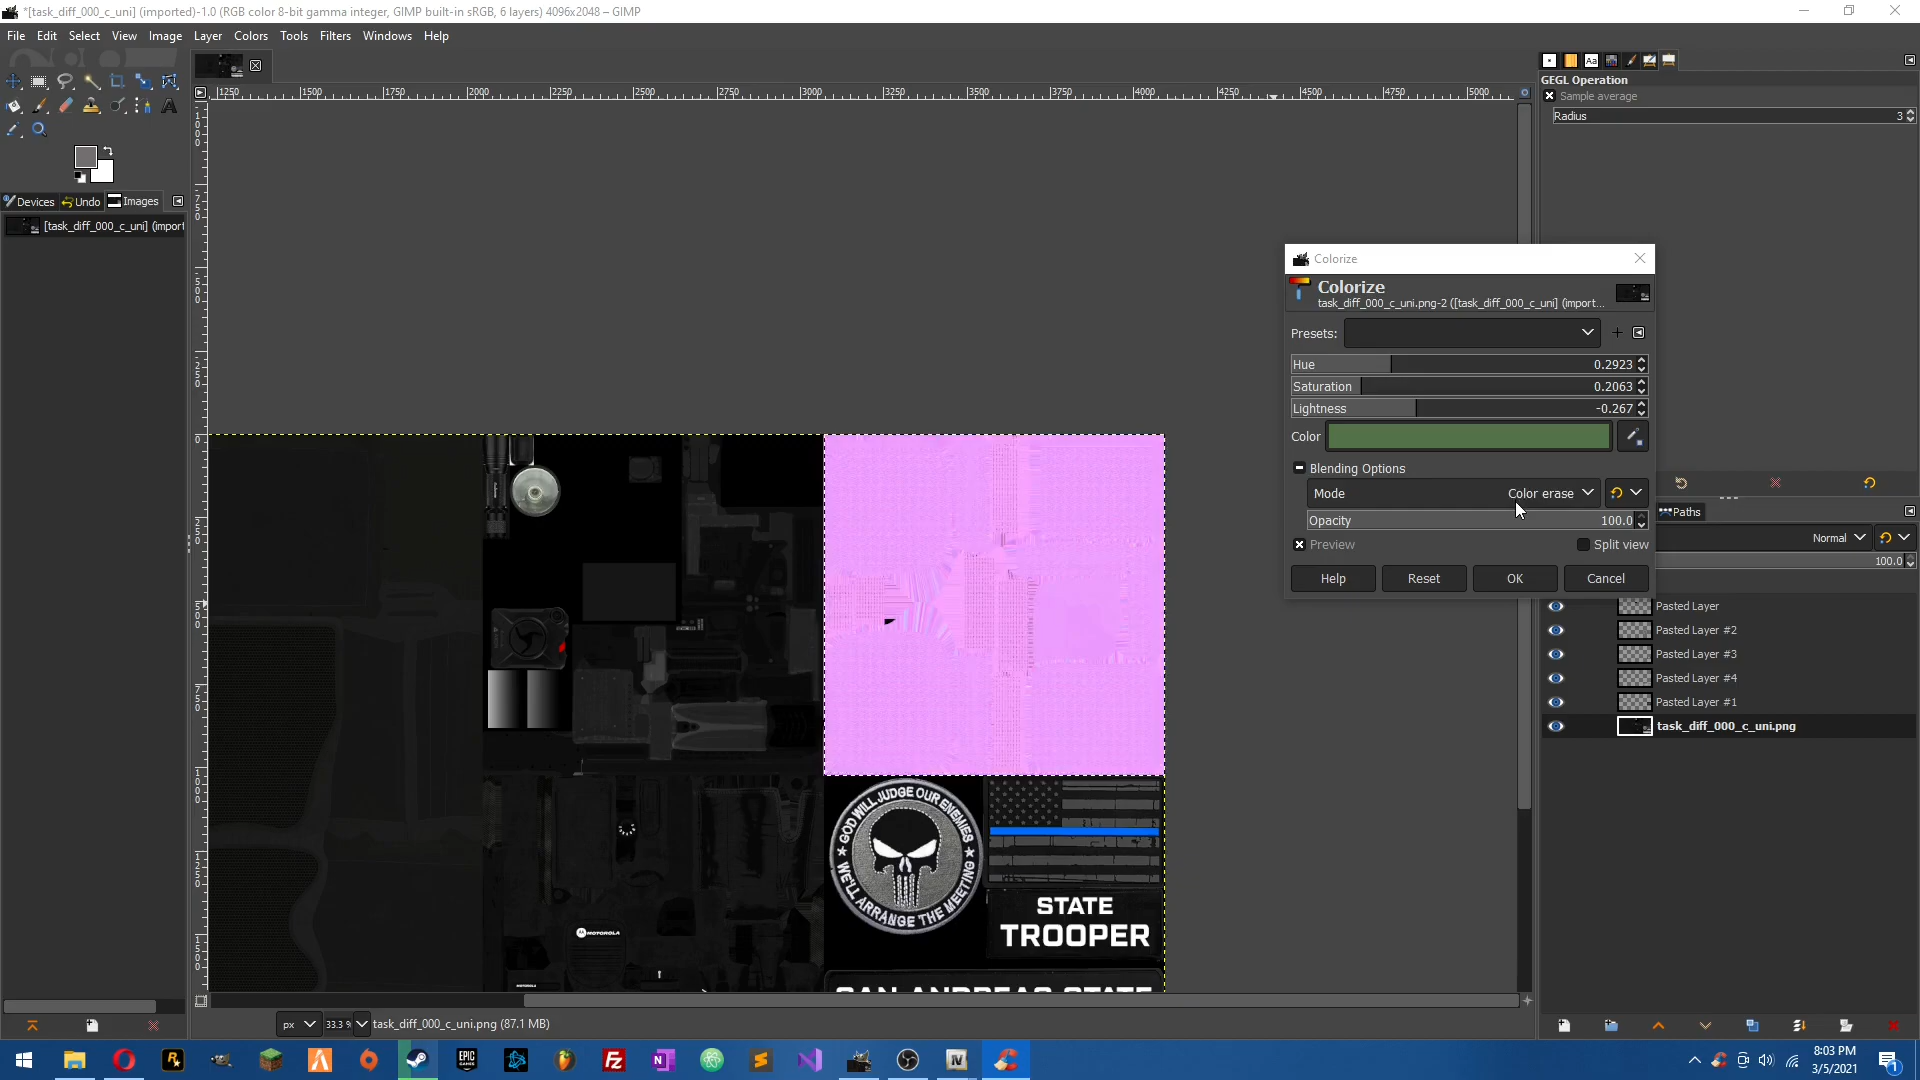 *[task_diff_000_c_uni] (imported)-1.0 (RGB color 8-bit gamma integer, GIMP built-in sRGB, 6 layers) 4096x2048 – GIMP
File Edit Select View Image Layer Colors Tools Filters Windows Help
1250 1500 1750 2000 2250 2500 2750 3000 3250 3500 3750 4000 4250 4500 4750 5000
GEGL Operation
Sample average
Radius 3
Devices Undo Images
[task_diff_000_c_uni] (import
Colorize
Colorize
task_diff_000_c_uni.png-2 ([task_diff_000_c_uni] (import...
Presets:
Hue 0.2923
Saturation 0.2063
Lightness -0.267
Color
Blending Options
Mode Color erase
Opacity 100.0
Preview Split view
Help Reset OK Cancel
Paths
Normal
100.0
Pasted Layer
Pasted Layer #2
Pasted Layer #3
Pasted Layer #4
Pasted Layer #1
task_diff_000_c_uni.png
GOD WILL JUDGE OUR ENEMIES
WE'LL ARRANGE THE MEETING
STATE
TROOPER
MOTOROLA
SAN ANDREAS STATE
px 33.3 % task_diff_000_c_uni.png (87.1 MB)
8:03 PM
3/5/2021